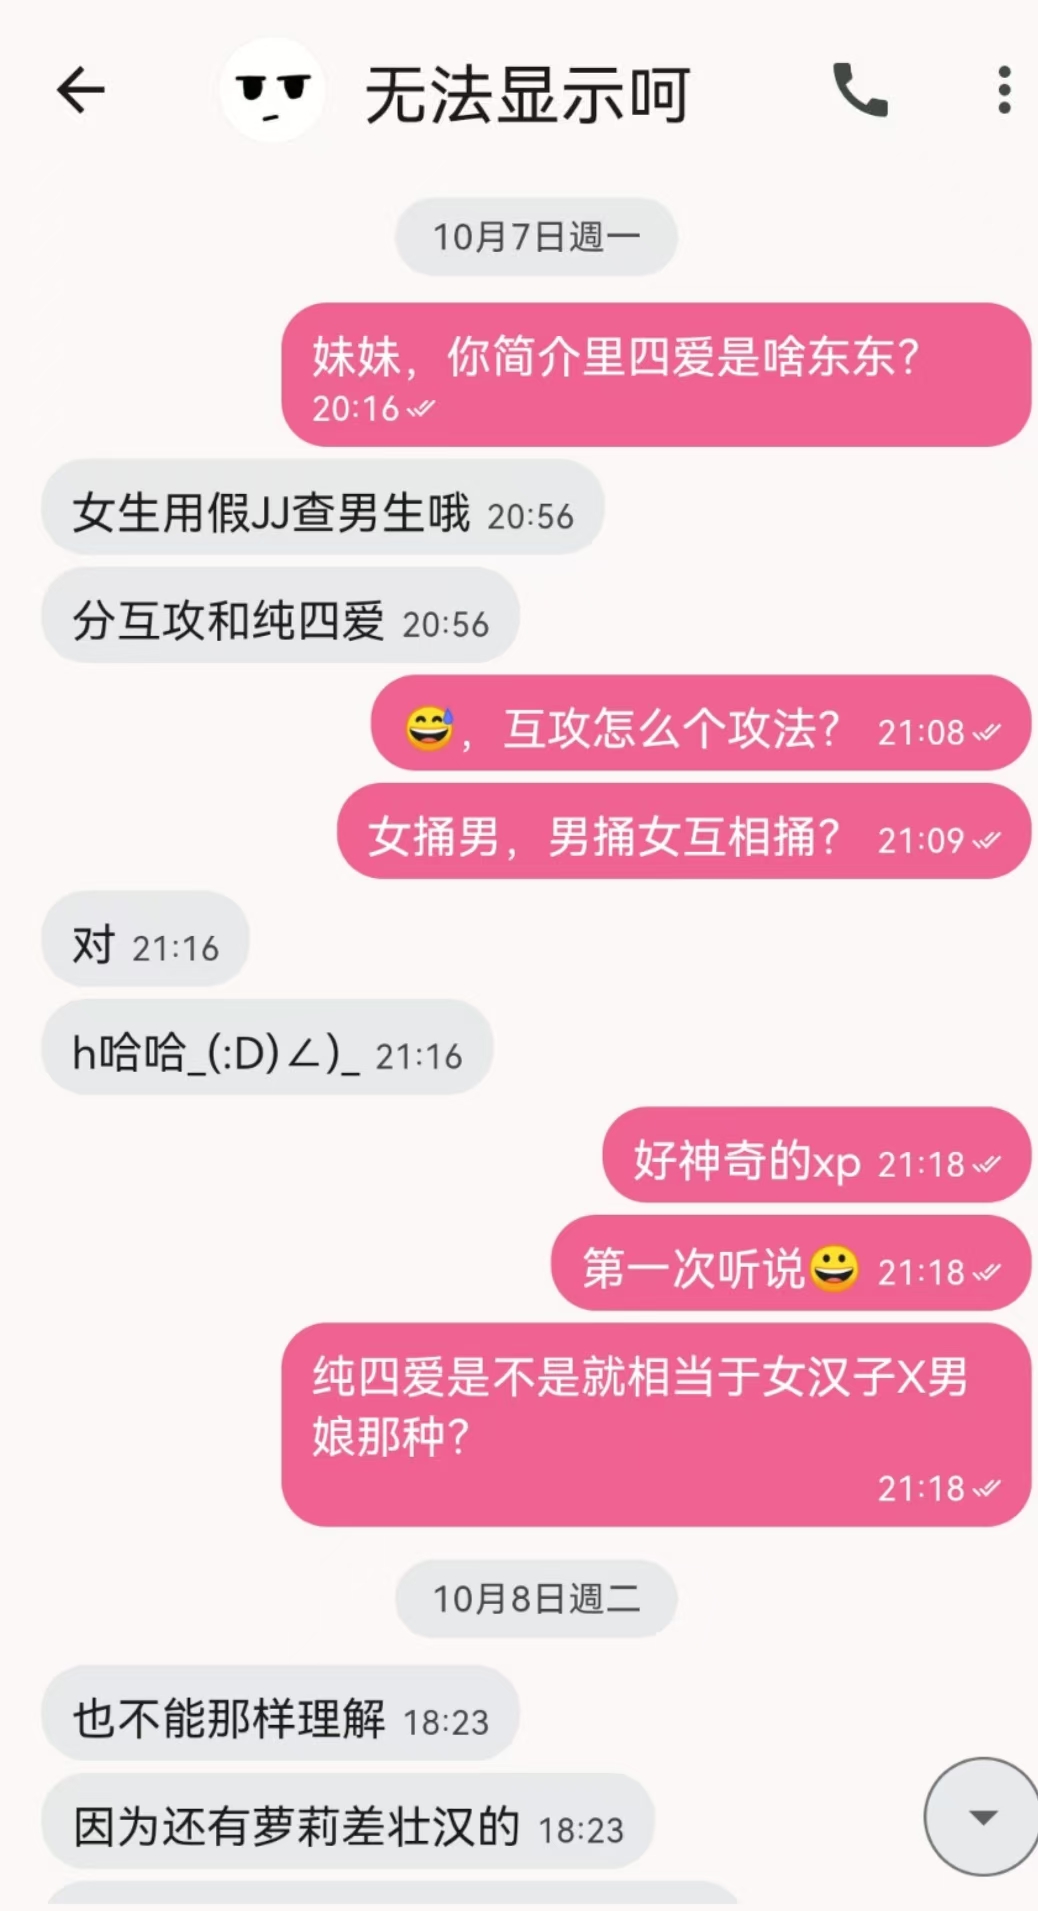 无法显示呵
10月7日週一
妹妹，你简介里四爱是啥东东？
20:16
女生用假JJ查男生哦 20:56
分互攻和纯四爱 20:56
😅，互攻怎么个攻法？ 21:08
女捅男，男捅女互相捅？ 21:09
对 21:16
h哈哈_(:D)∠)_ 21:16
好神奇的xp 21:18
第一次听说😀 21:18
纯四爱是不是就相当于女汉子X男
娘那种？
21:18
10月8日週二
也不能那样理解 18:23
因为还有萝莉差壮汉的 18:23